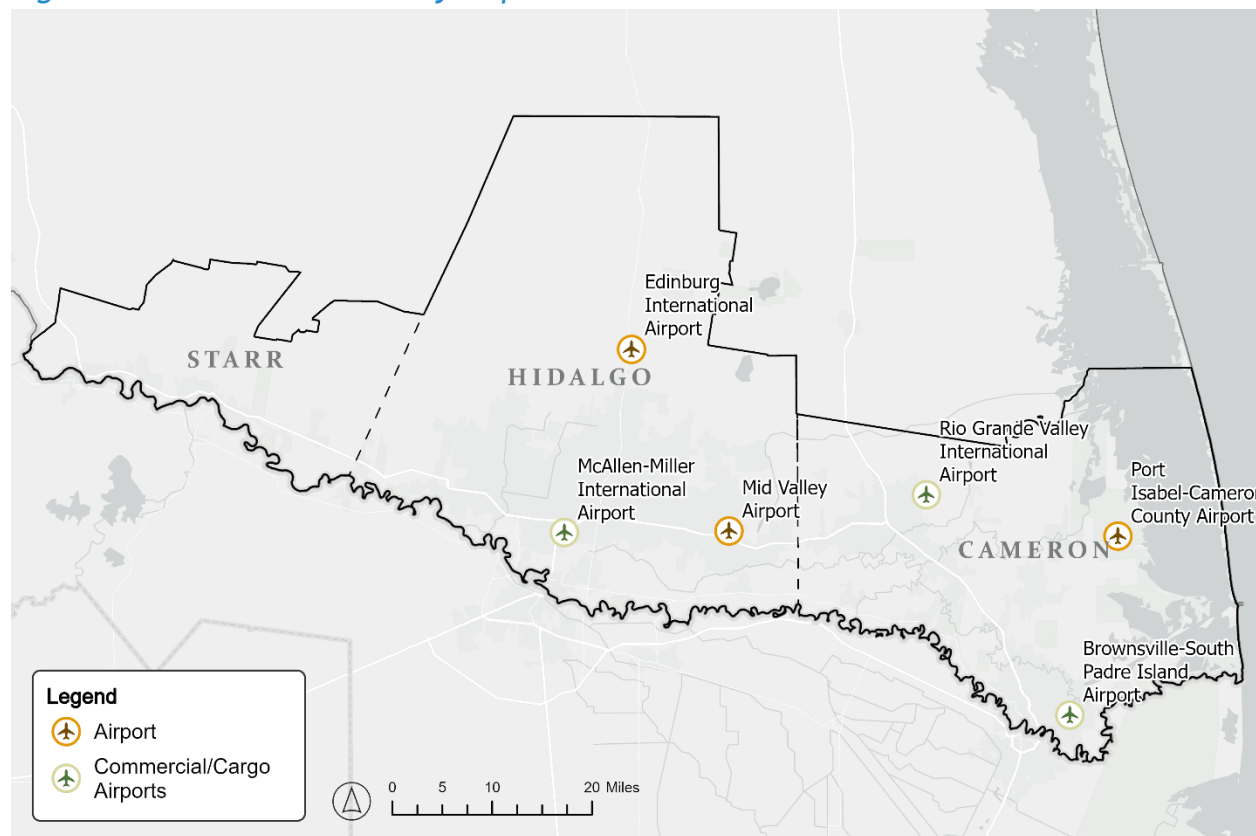 Edinburg
International
Airport
STARR
HIDALGO
Rio Grande Valley
International
Airport
McAllen-Miller
International
Airport
Mid Valley
Airport
Port
Isabel-Cameron
County Airport
CAMERON
Brownsville-South
Padre Island
Airport
Legend
Airport
Commercial/Cargo
Airports
0 5 10 20 Miles